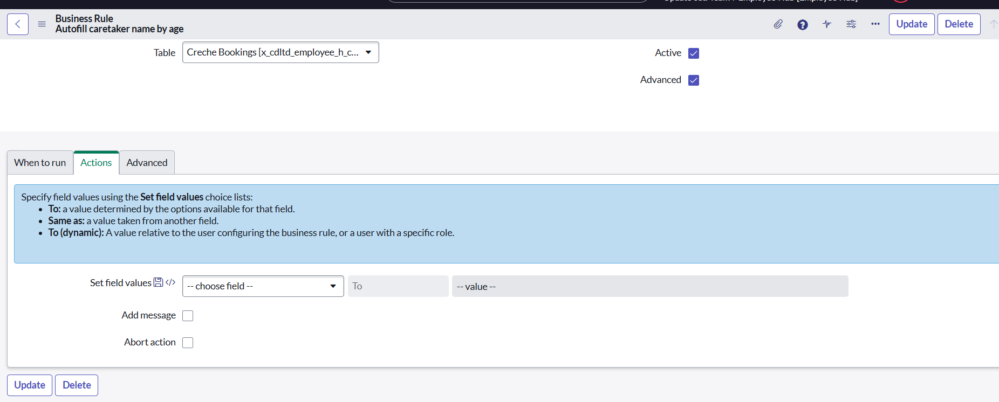 Business Rule
Autofill caretaker name by age
Update
Delete
Table
Creche Bookings [x_cdltd_employee_h_c...
Active
Advanced
When to run
Actions
Advanced
Specify field values using the Set field values choice lists:
• To: a value determined by the options available for that field.
• Same as: a value taken from another field.
• To (dynamic): A value relative to the user configuring the business rule, or a user with a specific role.
Set field values </>
-- choose field --
To
-- value --
Add message
Abort action
Update
Delete